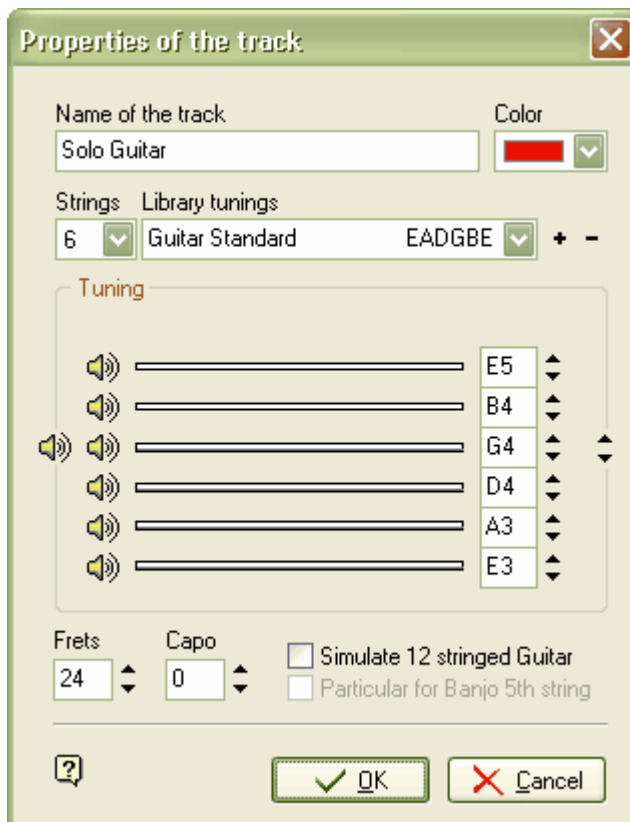 Properties of the track
Name of the track Color
Solo Guitar
Strings Library tunings
6 Guitar Standard EADGBE + -
Tuning
E5
B4
G4
D4
A3
E3
Frets Capo
24 0 Simulate 12 stringed Guitar
Particular for Banjo 5th string
? OK Cancel